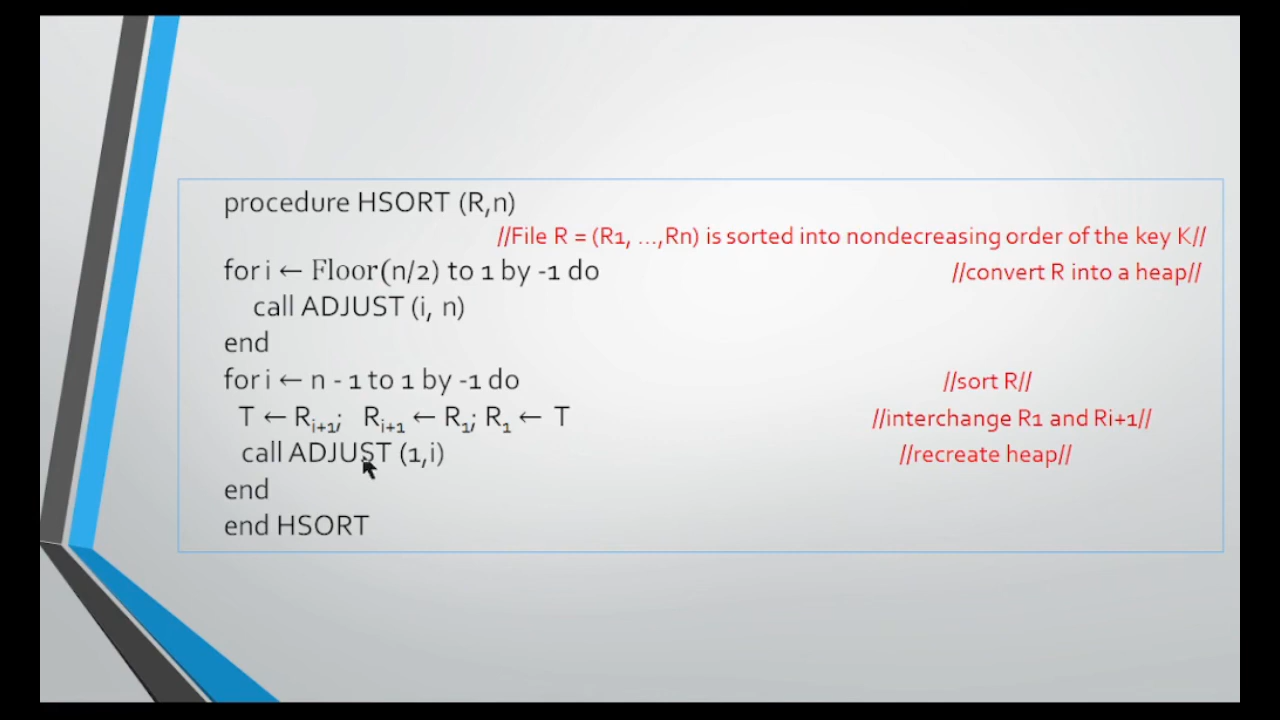 procedure HSORT (R,n)
//File R = (R1, ...,Rn) is sorted into nondecreasing order of the key K//
for i ← Floor(n/2) to 1 by -1 do //convert R into a heap//
call ADJUST (i, n)
end
for i ← n - 1 to 1 by -1 do //sort R//
T ← Ri+1; Ri+1 ← R1; R1 ← T //interchange R1 and Ri+1//
call ADJUST (1,i) //recreate heap//
end
end HSORT